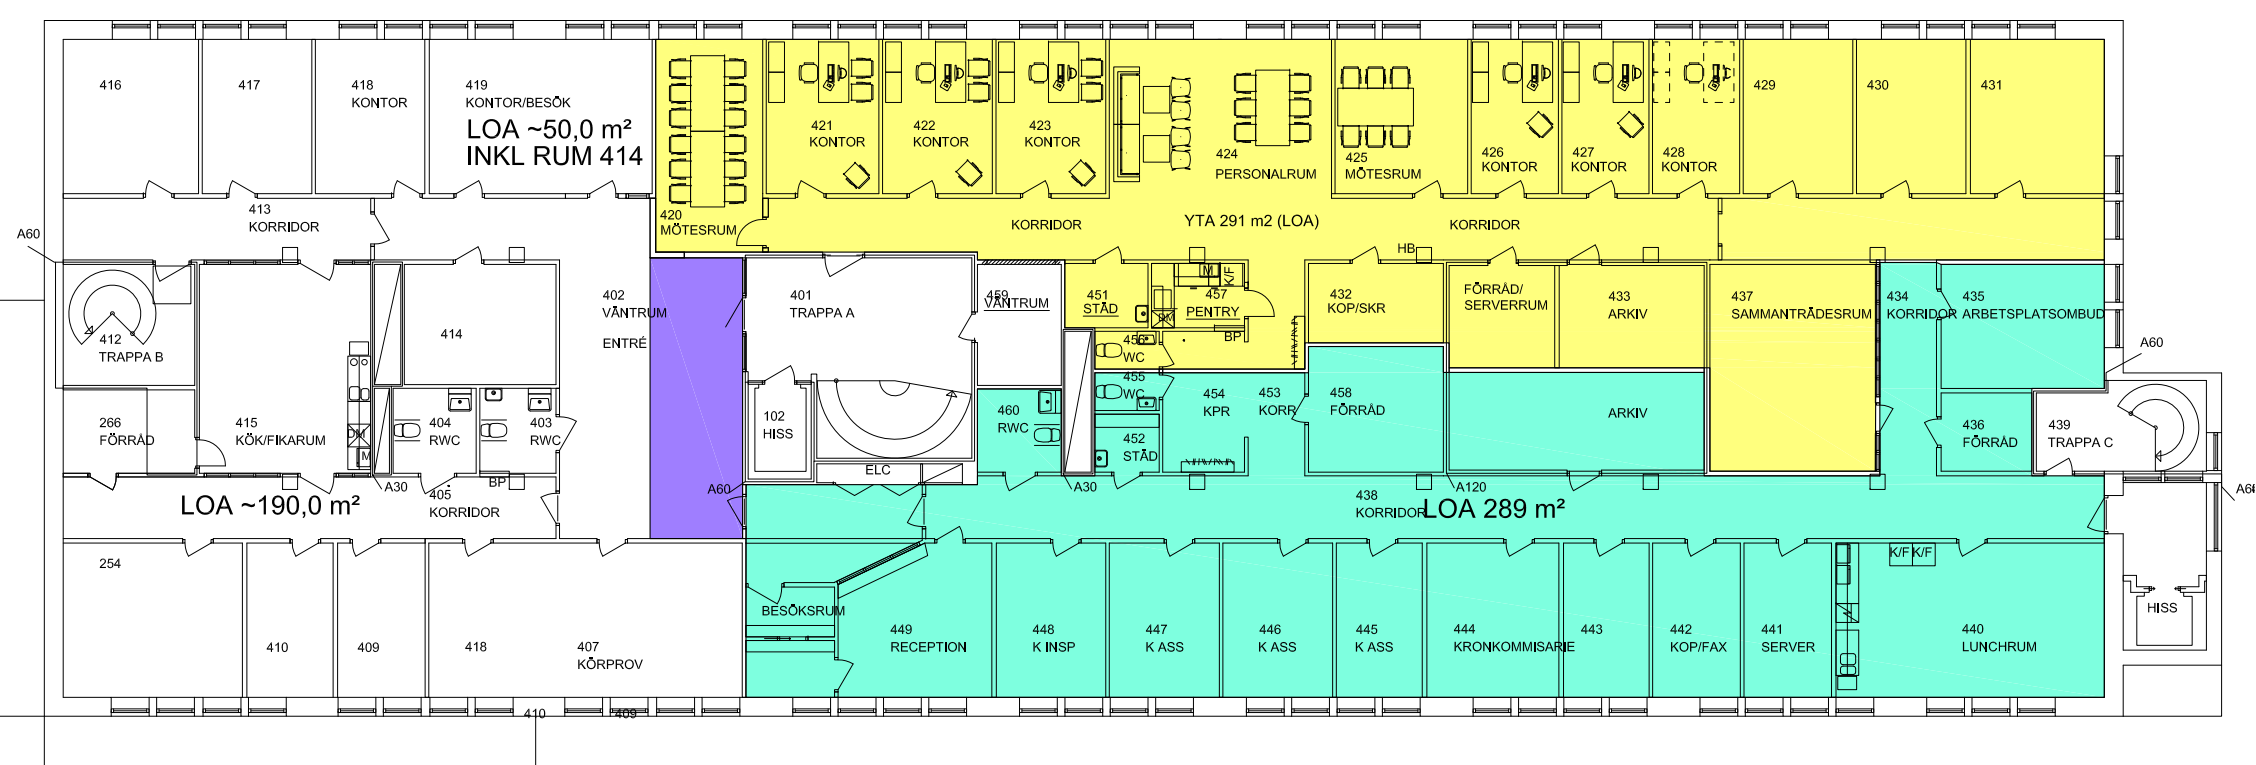 416
417
418
KONTOR
419
KONTOR/BESÖK
LOA ~50,0 m²
INKL RUM 414
420
MÖTESRUM
421
KONTOR
422
KONTOR
423
KONTOR
424
PERSONALRUM
425
MÖTESRUM
426
KONTOR
427
KONTOR
428
KONTOR
429
430
431
413
KORRIDOR
KORRIDOR
YTA 291 m2 (LOA)
KORRIDOR
HB
A60
412
TRAPPA B
266
FÖRRÅD
415
KÖK/FIKARUM
DM
M
414
404
RWC
403
RWC
BP
A30
405
KORRIDOR
LOA ~190,0 m²
402
VÄNTRUM
ENTRÉ
401
TRAPPA A
102
HISS
ELC
A60
459
VÄNTRUM
460
RWC
A30
451
STÄD
M
K/F
457
PENTRY
DM
BP
456
WC
455
WC
452
STÄD
454
KPR
453
KORR
432
KOP/SKR
458
FÖRRÅD
FÖRRÅD/
SERVERRUM
433
ARKIV
ARKIV
437
SAMMANTRÄDESRUM
434
KORRIDOR
435
ARBETSPLATSOMBUD
436
FÖRRÅD
439
TRAPPA C
A60
A120
438
KORRIDOR
LOA 289 m²
254
410
409
418
407
KÖRPROV
410
409
BESÖKSRUM
449
RECEPTION
448
K INSP
447
K ASS
446
K ASS
445
K ASS
444
KRONKOMMISARIE
443
442
KOP/FAX
441
SERVER
K/F
K/F
440
LUNCHRUM
HISS